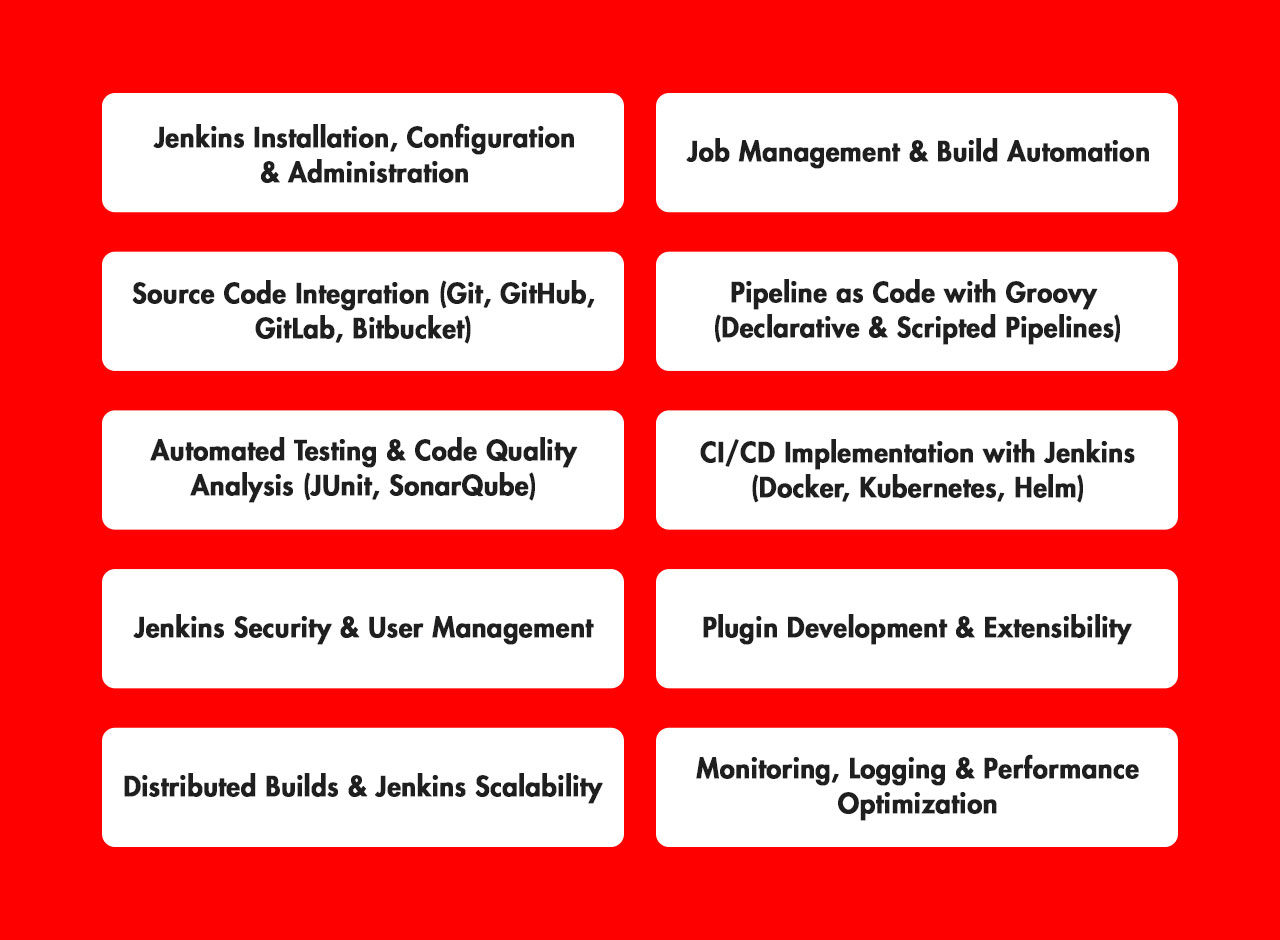 Jenkins Installation, Configuration
& Administration
Job Management & Build Automation
Source Code Integration (Git, GitHub,
GitLab, Bitbucket)
Pipeline as Code with Groovy
(Declarative & Scripted Pipelines)
Automated Testing & Code Quality
Analysis (JUnit, SonarQube)
CI/CD Implementation with Jenkins
(Docker, Kubernetes, Helm)
Jenkins Security & User Management
Plugin Development & Extensibility
Distributed Builds & Jenkins Scalability
Monitoring, Logging & Performance
Optimization